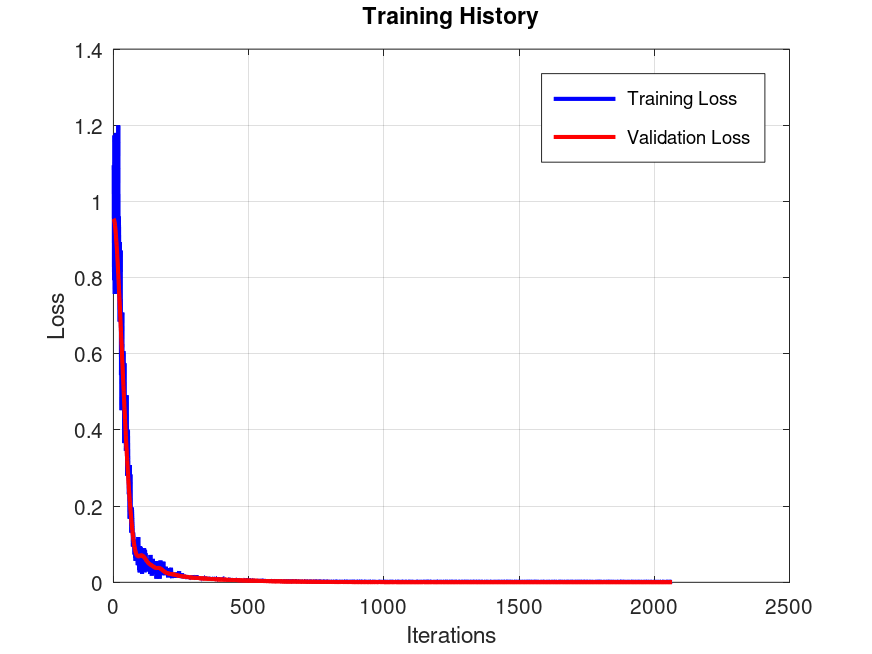 Training History
1.4
1.2
1
0.8
0.6
0.4
0.2
0
Loss
Training Loss
Validation Loss
0 500 1000 1500 2000 2500
Iterations